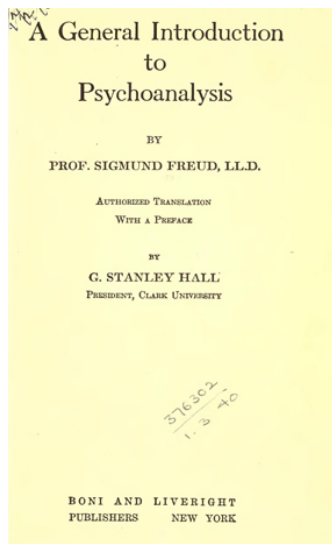 A General Introduction
to
Psychoanalysis
BY
PROF. SIGMUND FREUD, LL.D.
AUTHORIZED TRANSLATION
WITH A PREFACE
BY
G. STANLEY HALL
PRESIDENT, CLARK UNIVERSITY
376302
1. 3 40
BONI AND LIVERIGHT
PUBLISHERS NEW YORK